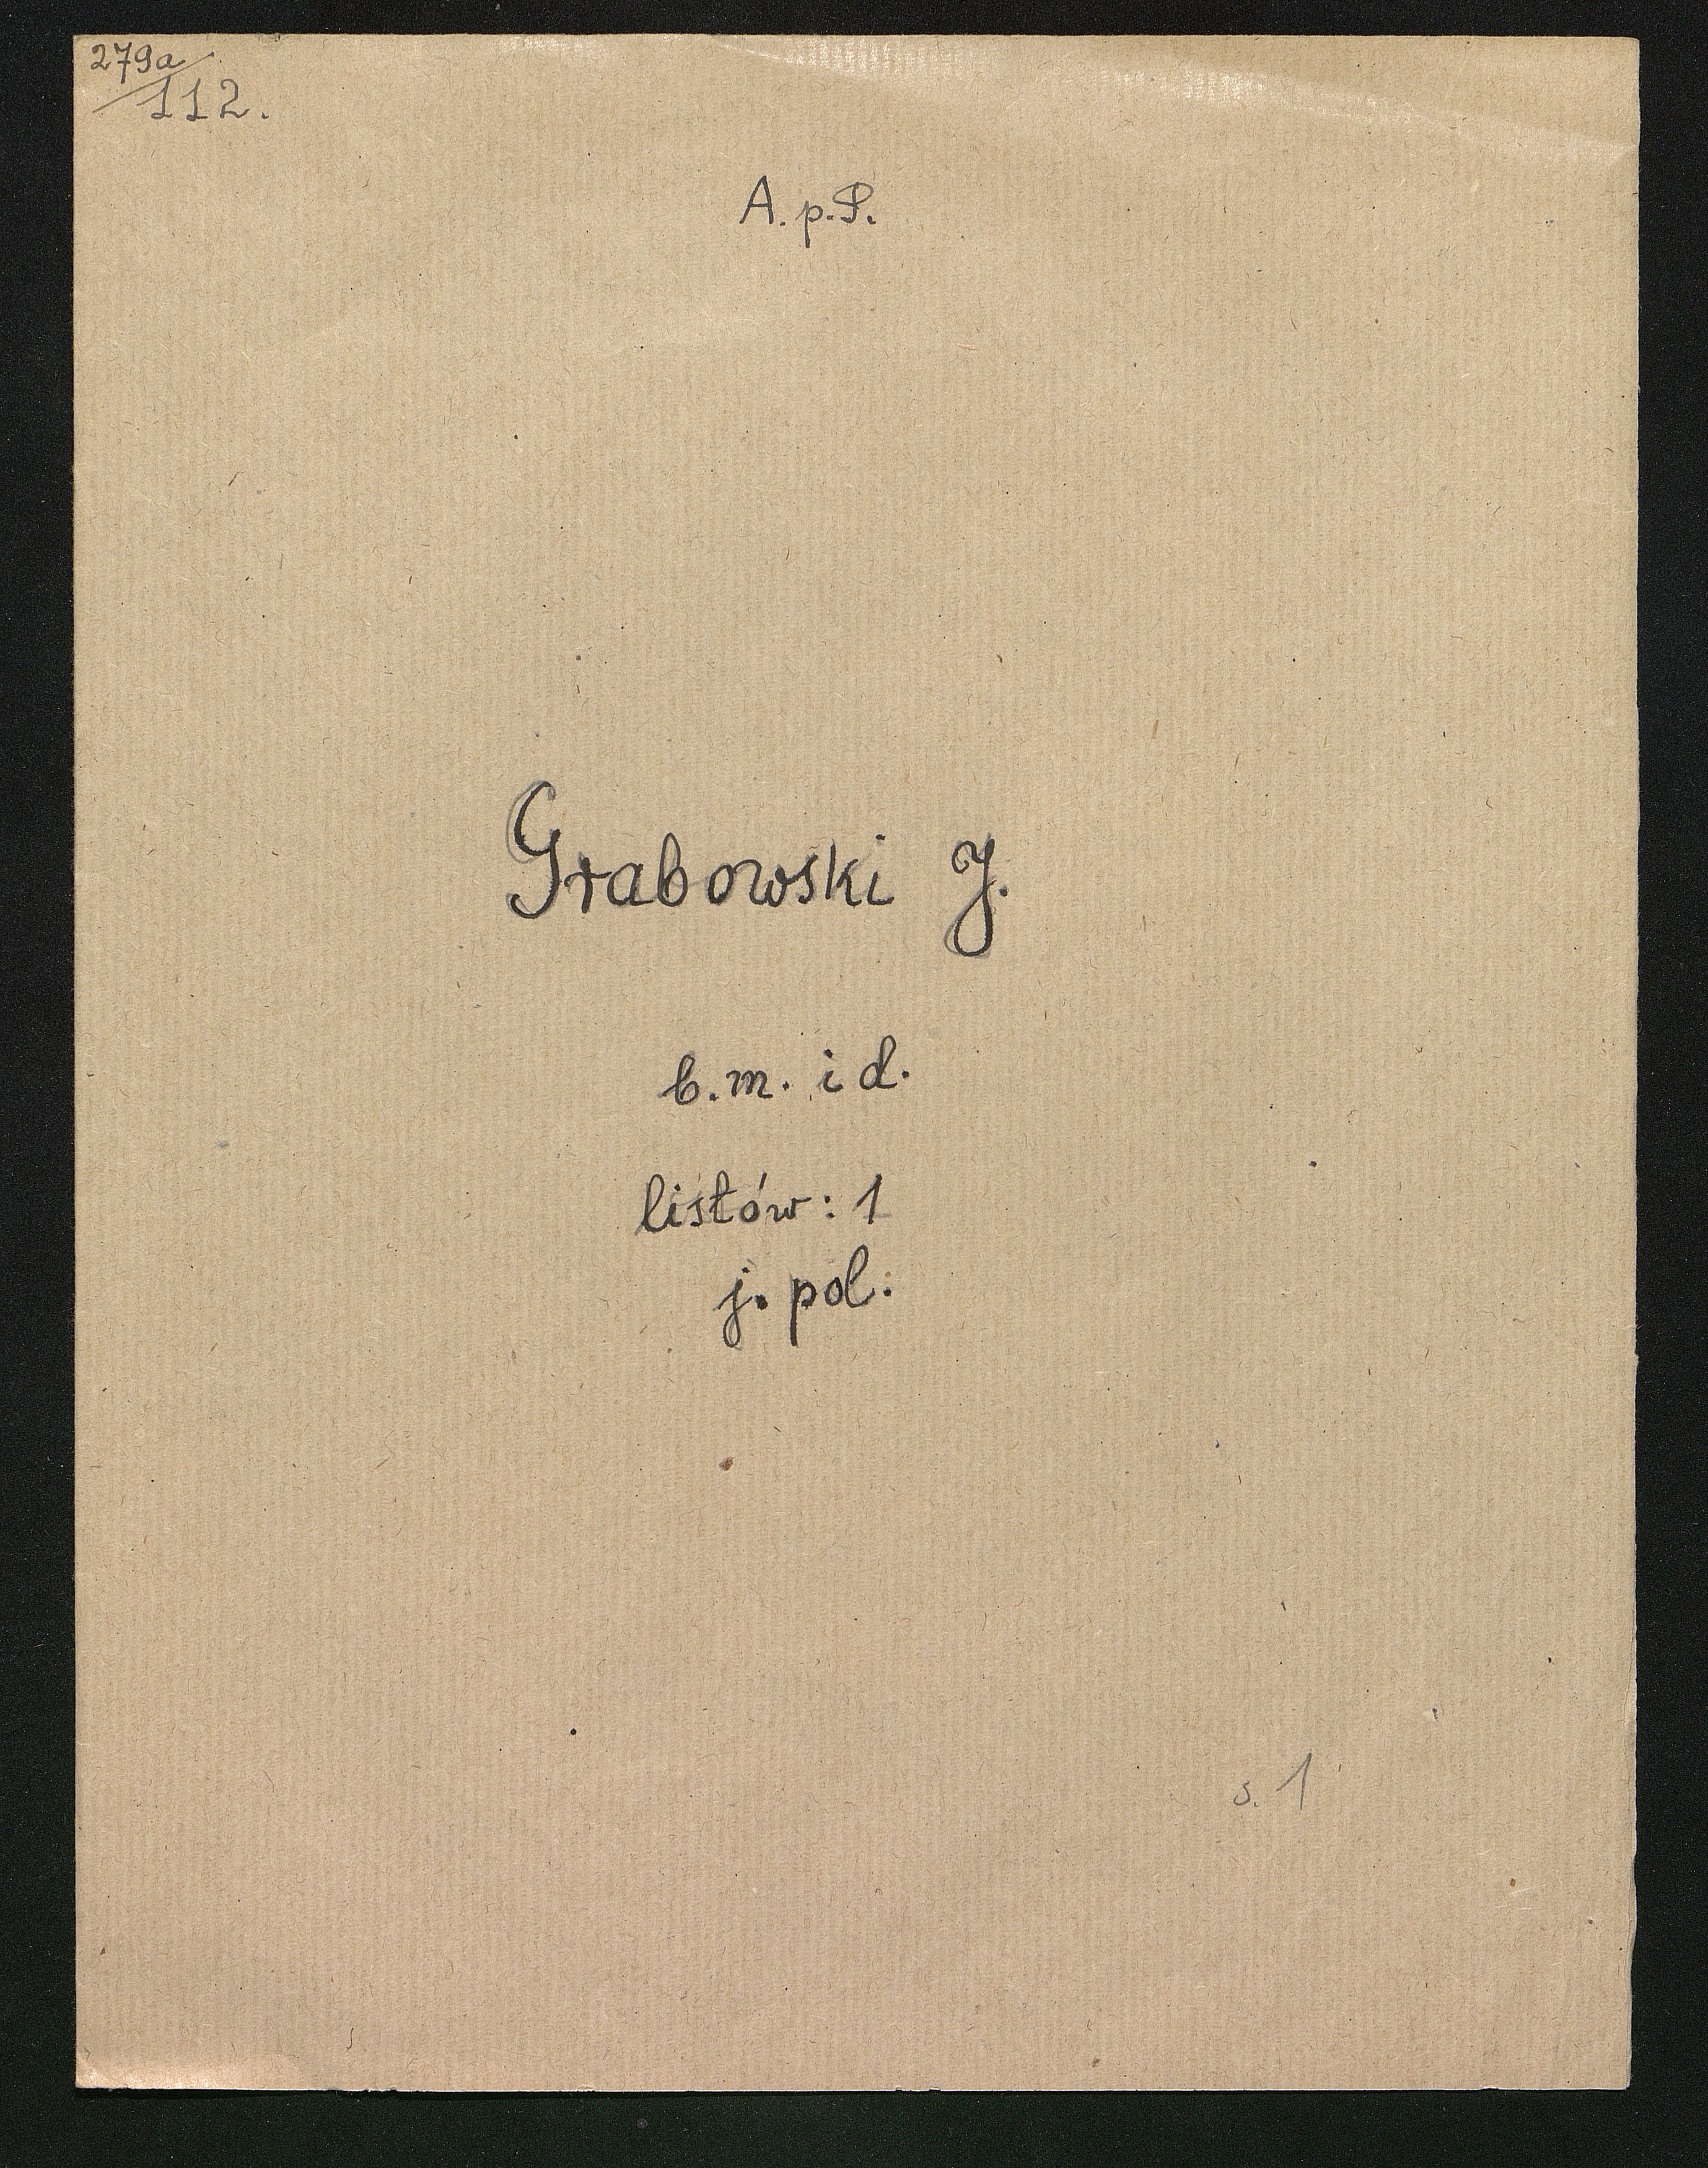 279a/112.
A. p. P.
Grabowski J.
b.m. i d.
listów: 1
j. pol.
s. 1